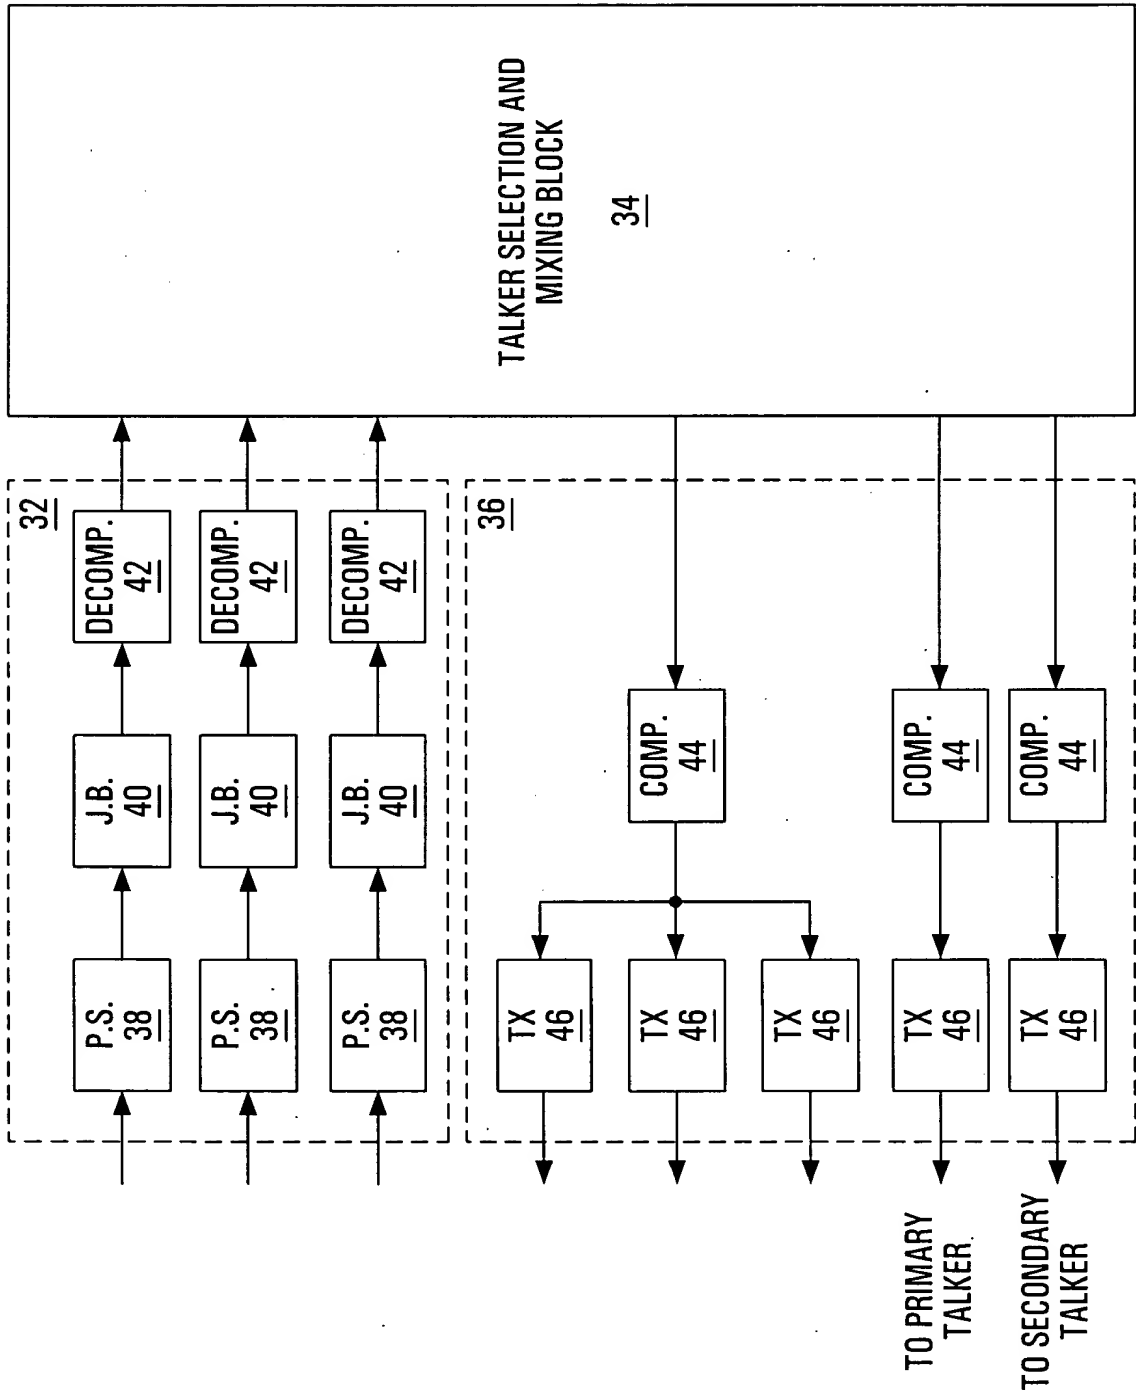 32
P.S.
38
J.B.
40
DECOMP.
42
P.S.
38
J.B.
40
DECOMP.
42
P.S.
38
J.B.
40
DECOMP.
42
TALKER SELECTION AND
MIXING BLOCK
34
36
TX
46
TX
46
COMP.
44
TX
46
TO PRIMARY
TALKER
TX
46
COMP.
44
TO SECONDARY
TALKER
TX
46
COMP.
44